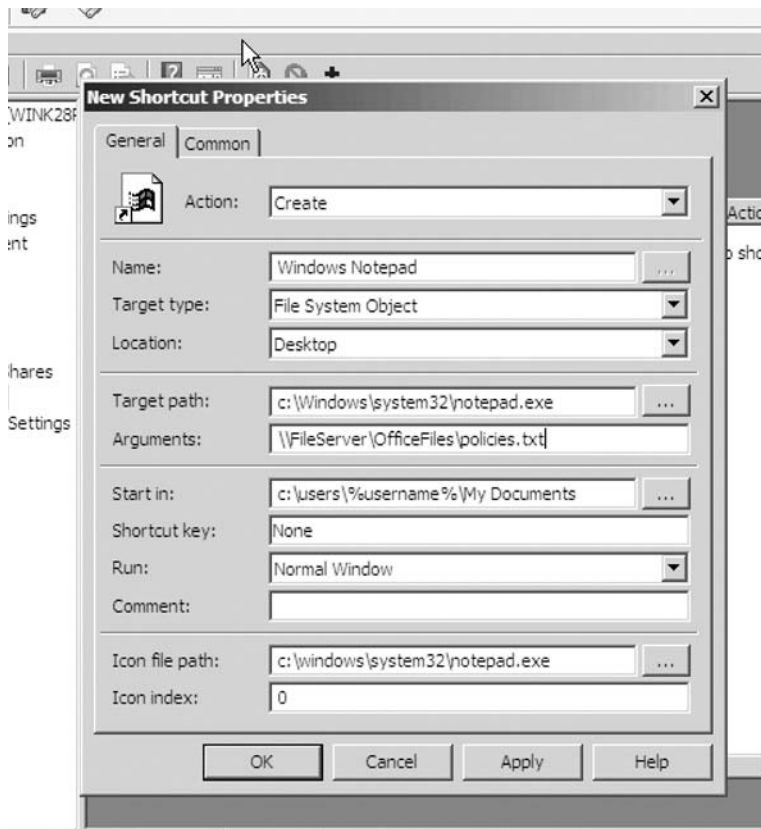 WINK28
New Shortcut Properties
on
General
Common
ings
Action:
Create
Actio
ent
Name:
Windows Notepad
...
o sho
Target type:
File System Object
Location:
Desktop
hares
Target path:
c:\Windows\system32\notepad.exe
...
Settings
Arguments:
\\FileServer\OfficeFiles\policies.txt
Start in:
c:\users\%username%\My Documents
...
Shortcut key:
None
Run:
Normal Window
Comment:
Icon file path:
c:\windows\system32\notepad.exe
...
Icon index:
0
OK
Cancel
Apply
Help